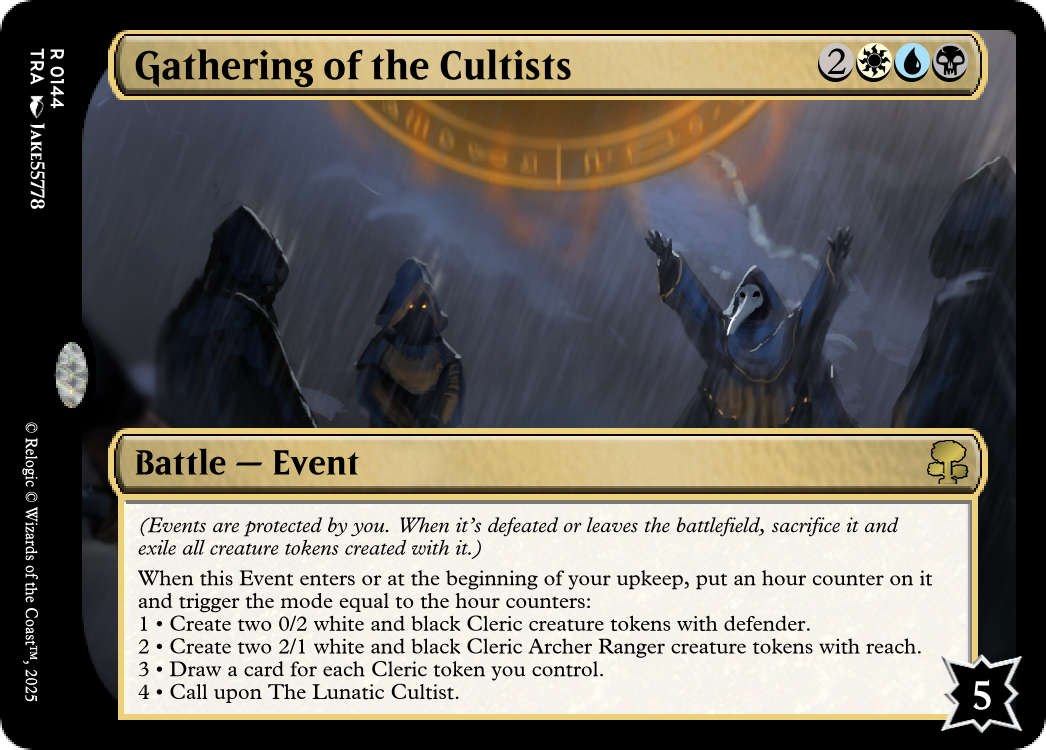 Gathering of the Cultists
2
Battle — Event
(Events are protected by you. When it's defeated or leaves the battlefield, sacrifice it and
exile all creature tokens created with it.)
When this Event enters or at the beginning of your upkeep, put an hour counter on it
and trigger the mode equal to the hour counters:
1 • Create two 0/2 white and black Cleric creature tokens with defender.
2 • Create two 2/1 white and black Cleric Archer Ranger creature tokens with reach.
3 • Draw a card for each Cleric token you control.
4 • Call upon The Lunatic Cultist.
5
R 0144
TRA JAKE55778
© Relogic © Wizards of the Coast™, 2025